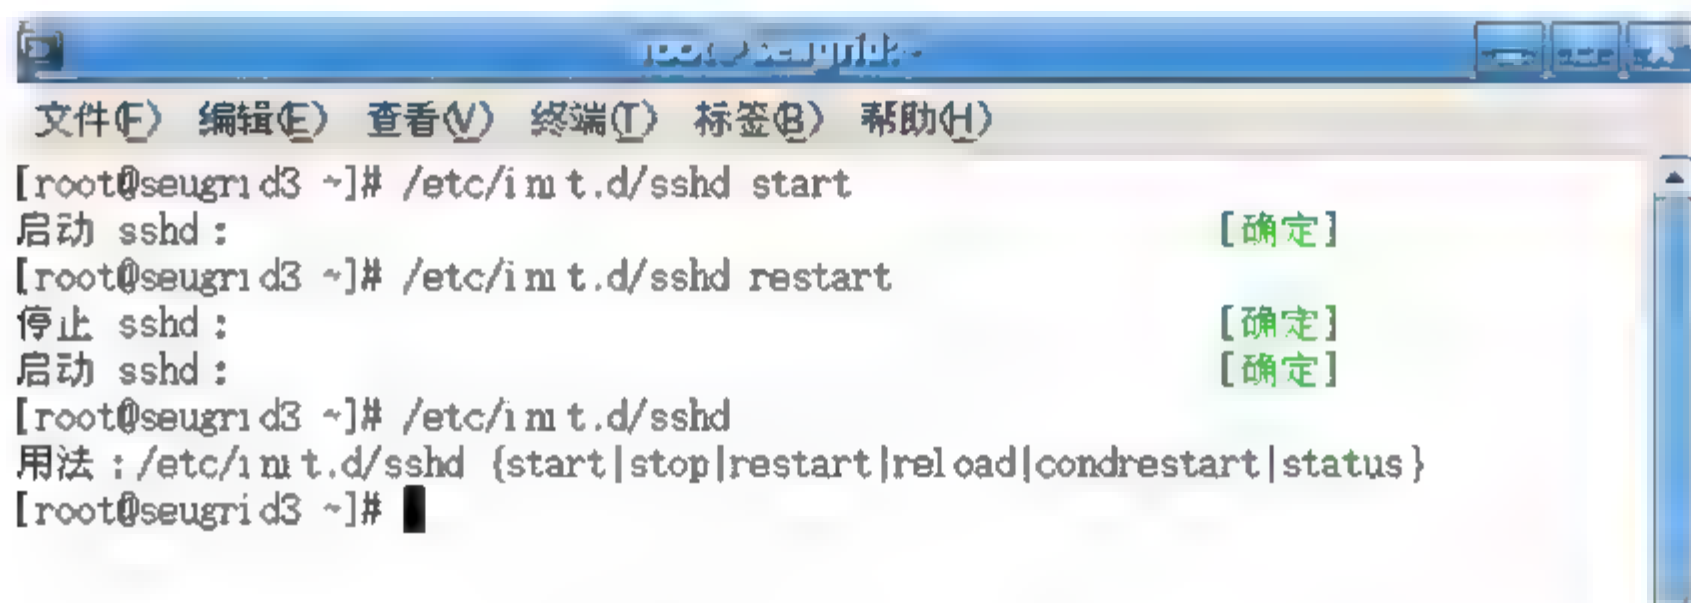 root@seugrid3:~
文件(F) 编辑(E) 查看(V) 终端(T) 标签(B) 帮助(H)
[root@seugrid3 ~]# /etc/init.d/sshd start
启动 sshd： [确定]
[root@seugrid3 ~]# /etc/init.d/sshd restart
停止 sshd： [确定]
启动 sshd： [确定]
[root@seugrid3 ~]# /etc/init.d/sshd
用法：/etc/init.d/sshd {start|stop|restart|reload|condrestart|status}
[root@seugrid3 ~]#